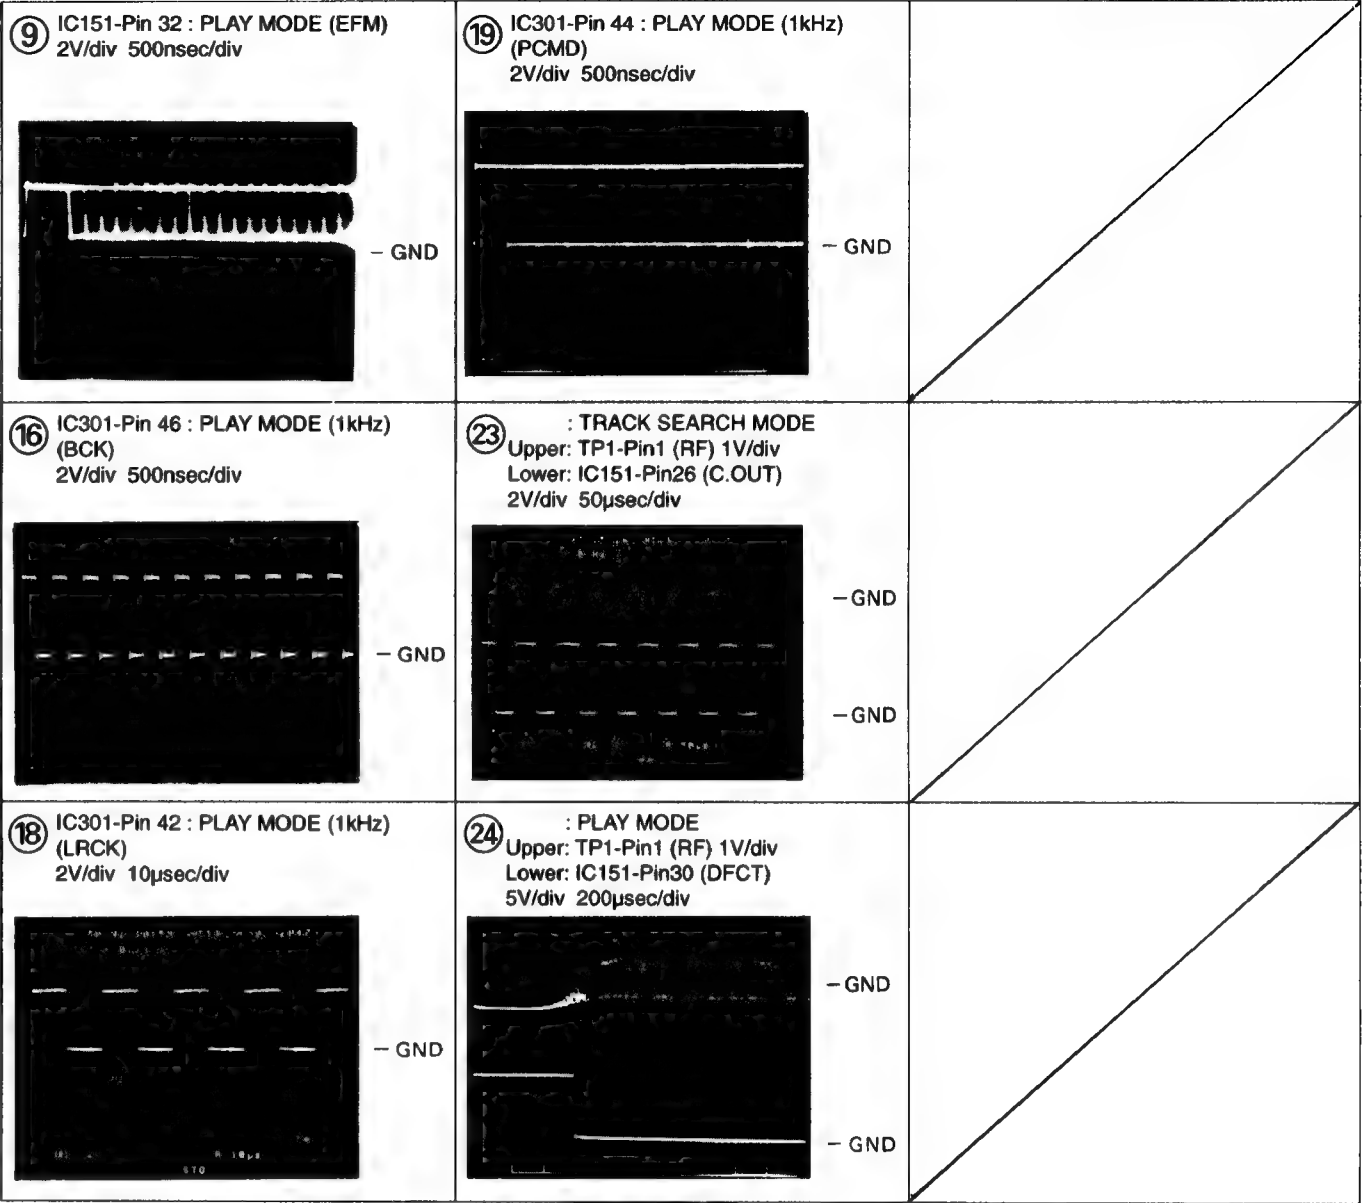 9 IC151-Pin 32 : PLAY MODE (EFM)
2V/div 500nsec/div
– GND
19 IC301-Pin 44 : PLAY MODE (1kHz)
(PCMD)
2V/div 500nsec/div
– GND
16 IC301-Pin 46 : PLAY MODE (1kHz)
(BCK)
2V/div 500nsec/div
– GND
23 : TRACK SEARCH MODE
Upper: TP1-Pin1 (RF) 1V/div
Lower: IC151-Pin26 (C.OUT)
2V/div 50μsec/div
– GND
– GND
18 IC301-Pin 42 : PLAY MODE (1kHz)
(LRCK)
2V/div 10μsec/div
– GND
24 : PLAY MODE
Upper: TP1-Pin1 (RF) 1V/div
Lower: IC151-Pin30 (DFCT)
5V/div 200μsec/div
– GND
– GND